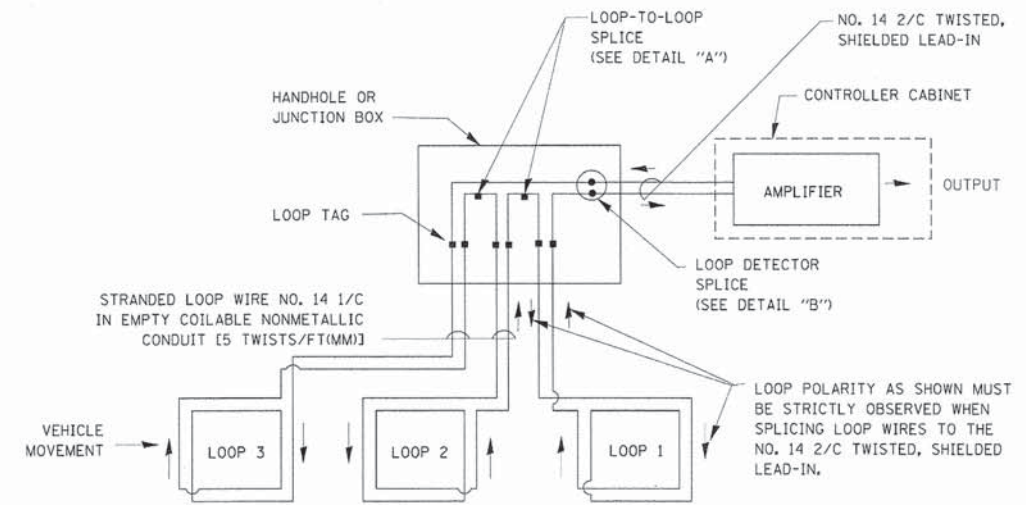 LOOP-TO-LOOP
SPLICE
(SEE DETAIL "A")
NO. 14 2/C TWISTED,
SHIELDED LEAD-IN
HANDHOLE OR
JUNCTION BOX
CONTROLLER CABINET
AMPLIFIER
OUTPUT
LOOP TAG
LOOP DETECTOR
SPLICE
(SEE DETAIL "B")
STRANDED LOOP WIRE NO. 14 1/C
IN EMPTY COILABLE NONMETALLIC
CONDUIT [5 TWISTS/FT(MM)]
LOOP POLARITY AS SHOWN MUST
BE STRICTLY OBSERVED WHEN
SPLICING LOOP WIRES TO THE
NO. 14 2/C TWISTED, SHIELDED
LEAD-IN.
VEHICLE
MOVEMENT
LOOP 3
LOOP 2
LOOP 1